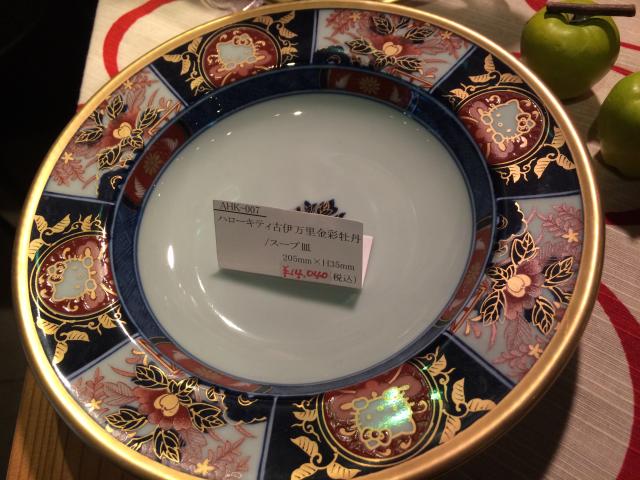 AHK-007
ハローキティ古伊万里金彩牡丹
/スープ皿
205mm×H35mm
¥14,040(税込)